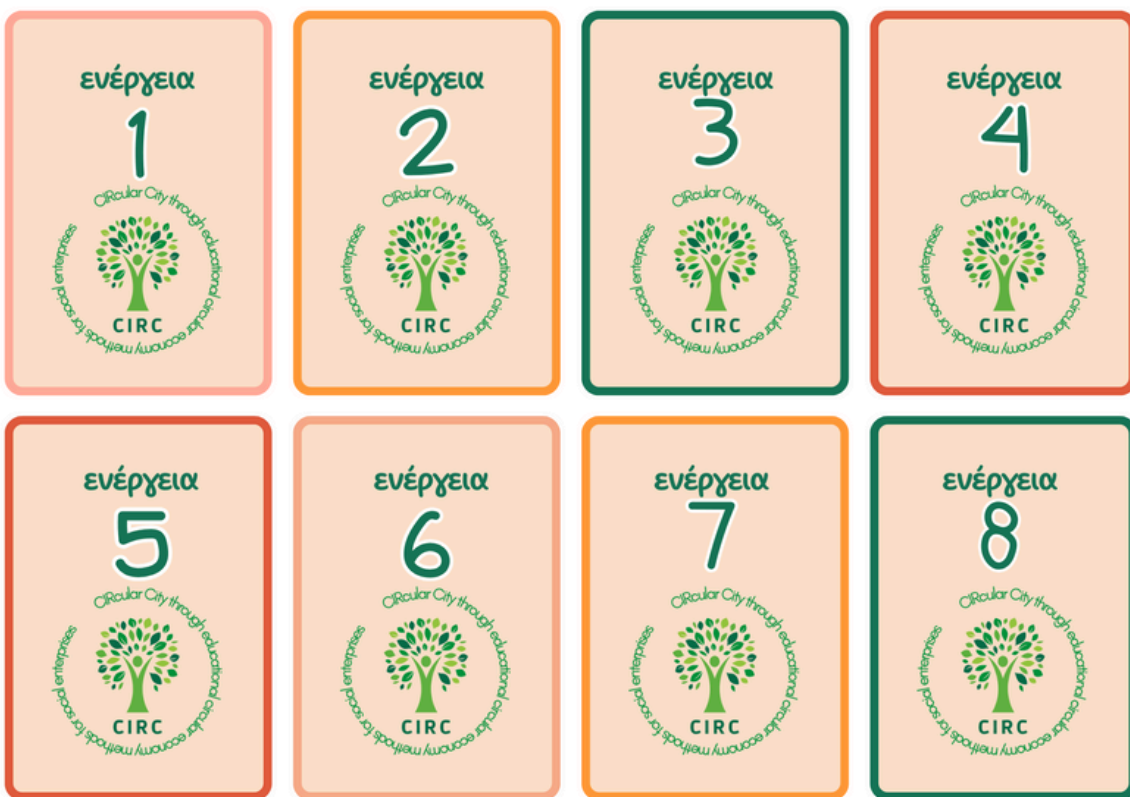 ενέργεια
1
CIRcular City through educational circular economy methods for social enterprises
CIRC
ενέργεια
2
CIRcular City through educational circular economy methods for social enterprises
CIRC
ενέργεια
3
CIRcular City through educational circular economy methods for social enterprises
CIRC
ενέργεια
4
CIRcular City through educational circular economy methods for social enterprises
CIRC
ενέργεια
5
CIRcular City through educational circular economy methods for social enterprises
CIRC
ενέργεια
6
CIRcular City through educational circular economy methods for social enterprises
CIRC
ενέργεια
7
CIRcular City through educational circular economy methods for social enterprises
CIRC
ενέργεια
8
CIRcular City through educational circular economy methods for social enterprises
CIRC